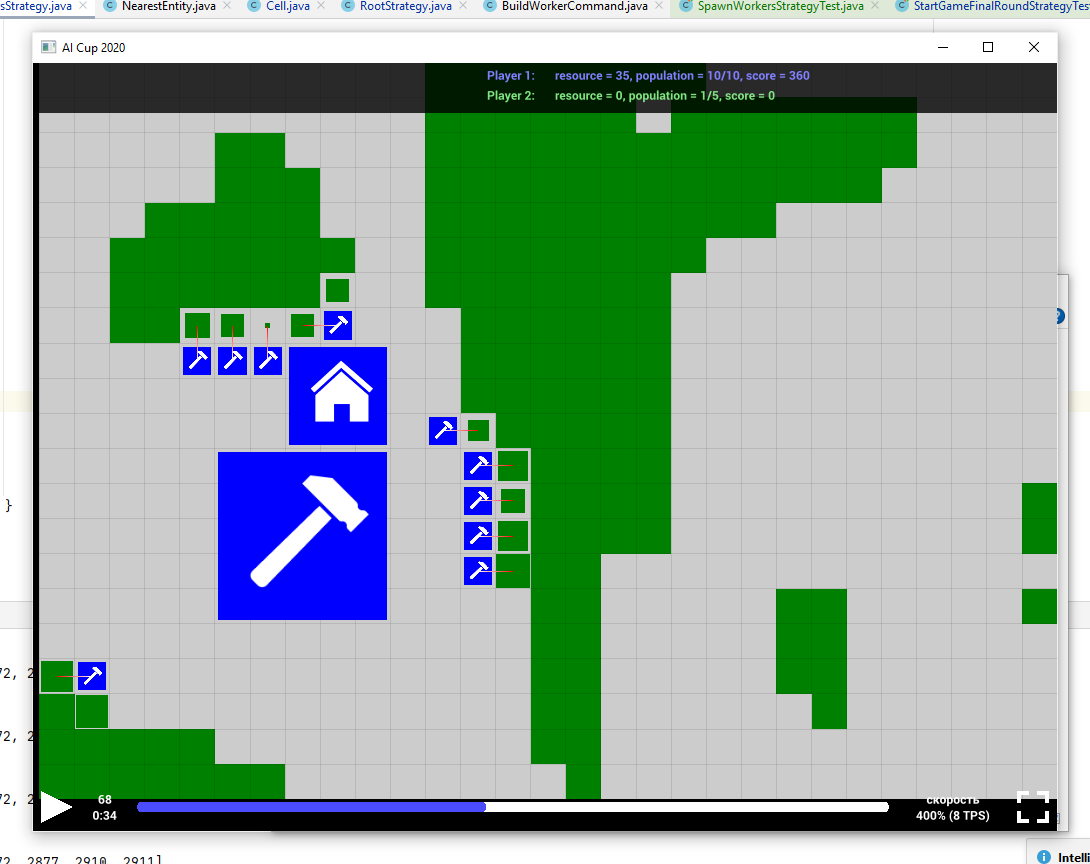 sStrategy.java × NearestEntity.java × Cell.java × RootStrategy.java × BuildWorkerCommand.java × SpawnWorkersStrategyTest.java × StartGameFinalRoundStrategyTes
AI Cup 2020
Player 1: resource = 35, population = 10/10, score = 360
Player 2: resource = 0, population = 1/5, score = 0
}
72, 2
72, 2
72, 2
68
0:34
скорость
400% (8 TPS)
72, 2877, 2910, 2911]
Intelli